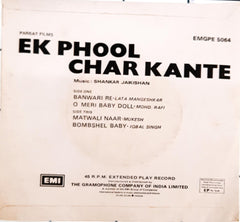 PARBAT FILMS
EMGPE 5064
EK PHOOL
CHAR KANTE
Music: SHANKAR JAIKISHAN
SIDE ONE
BANWARI RE-LATA MANGESHKAR
O MERI BABY DOLL-MOHD. RAFI
SIDE TWO
MATWALI NAAR-MUKESH
BOMBSHEL BABY-IQBAL SINGH
EMI
45 R.P.M. EXTENDED PLAY RECORD
THE GRAMOPHONE COMPANY OF INDIA LIMITED
EP